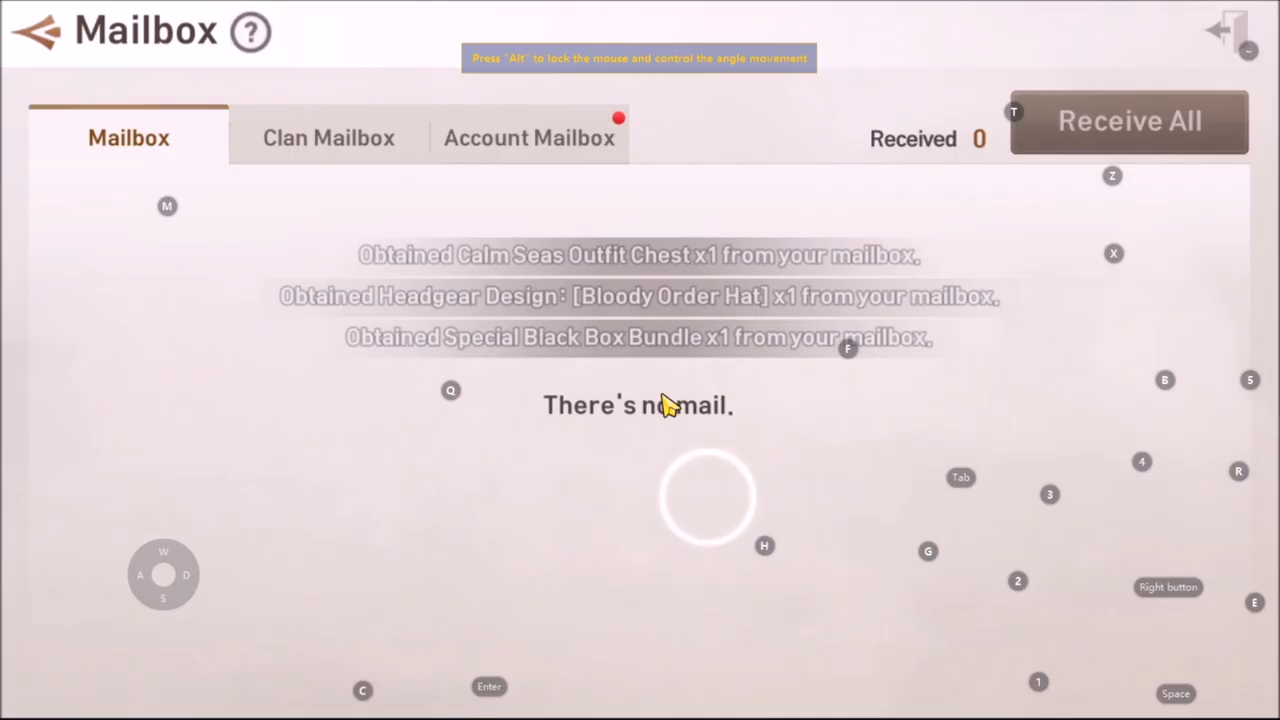 Mailbox ?
Press "Alt" to lock the mouse and control the angle movement
~
Mailbox
Clan Mailbox
Account Mailbox
Received 0
T
Receive All
Z
M
Obtained Calm Seas Outfit Chest x1 from your mailbox.
X
Obtained Headgear Design: [Bloody Order Hat] x1 from your mailbox.
Obtained Special Black Box Bundle x1 from your mailbox.
F
B
5
Q
There's no mail.
4
R
Tab
3
H
G
W
A
D
S
2
Right button
E
C
Enter
1
Space